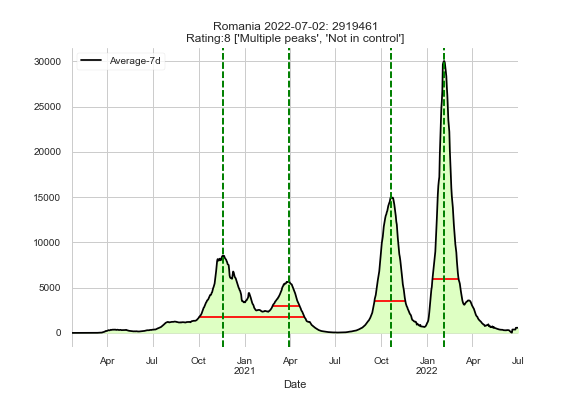 Romania 2022-07-02: 2919461
Rating:8 ['Multiple peaks', 'Not in control']
Average-7d
30000
25000
20000
15000
10000
5000
0
Apr Jul Oct Jan Apr Jul Oct Jan Apr Jul
2021 2022
Date